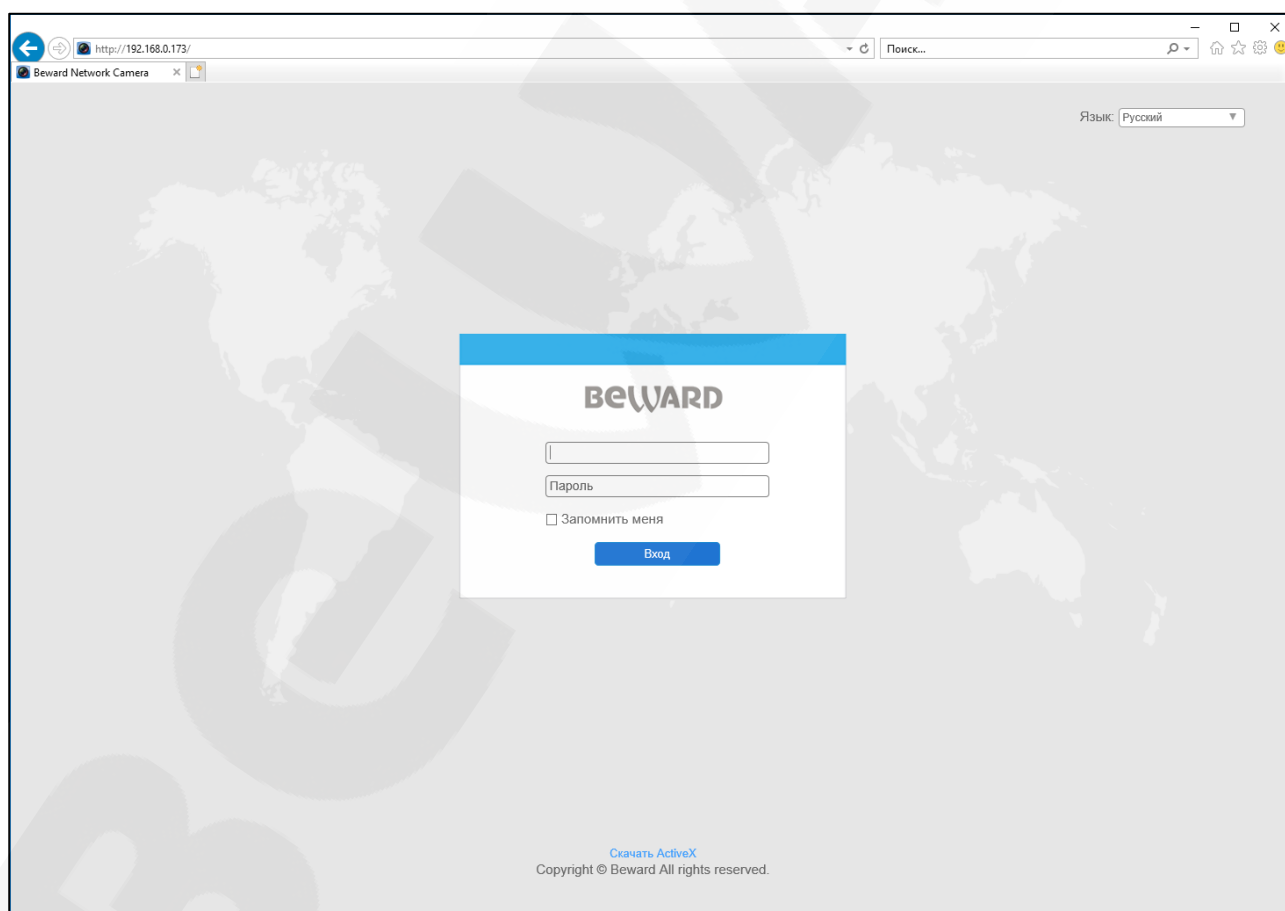 http://192.168.0.173/
Поиск...
Beward Network Camera
Язык: Русский
BEWARD
Пароль
Запомнить меня
Вход
Скачать ActiveX
Copyright © Beward All rights reserved.